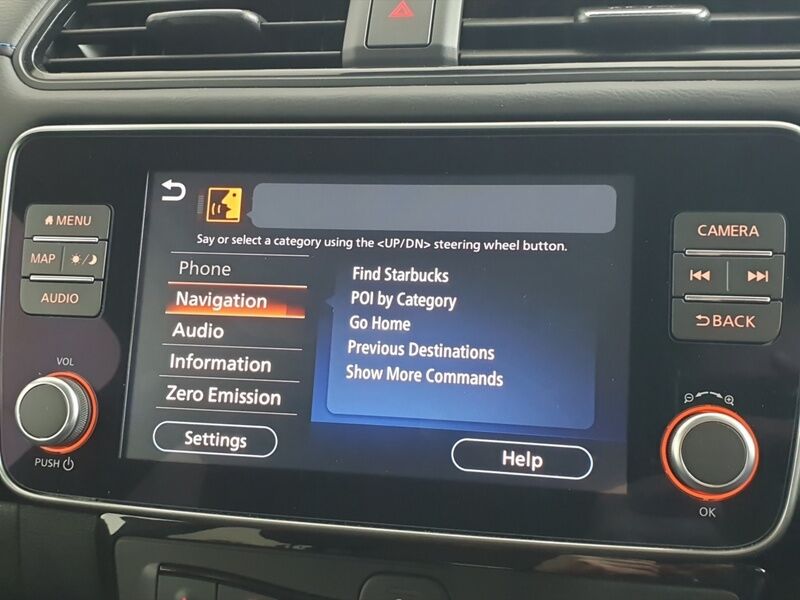 MENU
MAP
AUDIO
VOL
PUSH
Say or select a category using the <UP/DN> steering wheel button.
Phone
Navigation
Audio
Information
Zero Emission
Settings
Find Starbucks
POI by Category
Go Home
Previous Destinations
Show More Commands
Help
CAMERA
BACK
OK